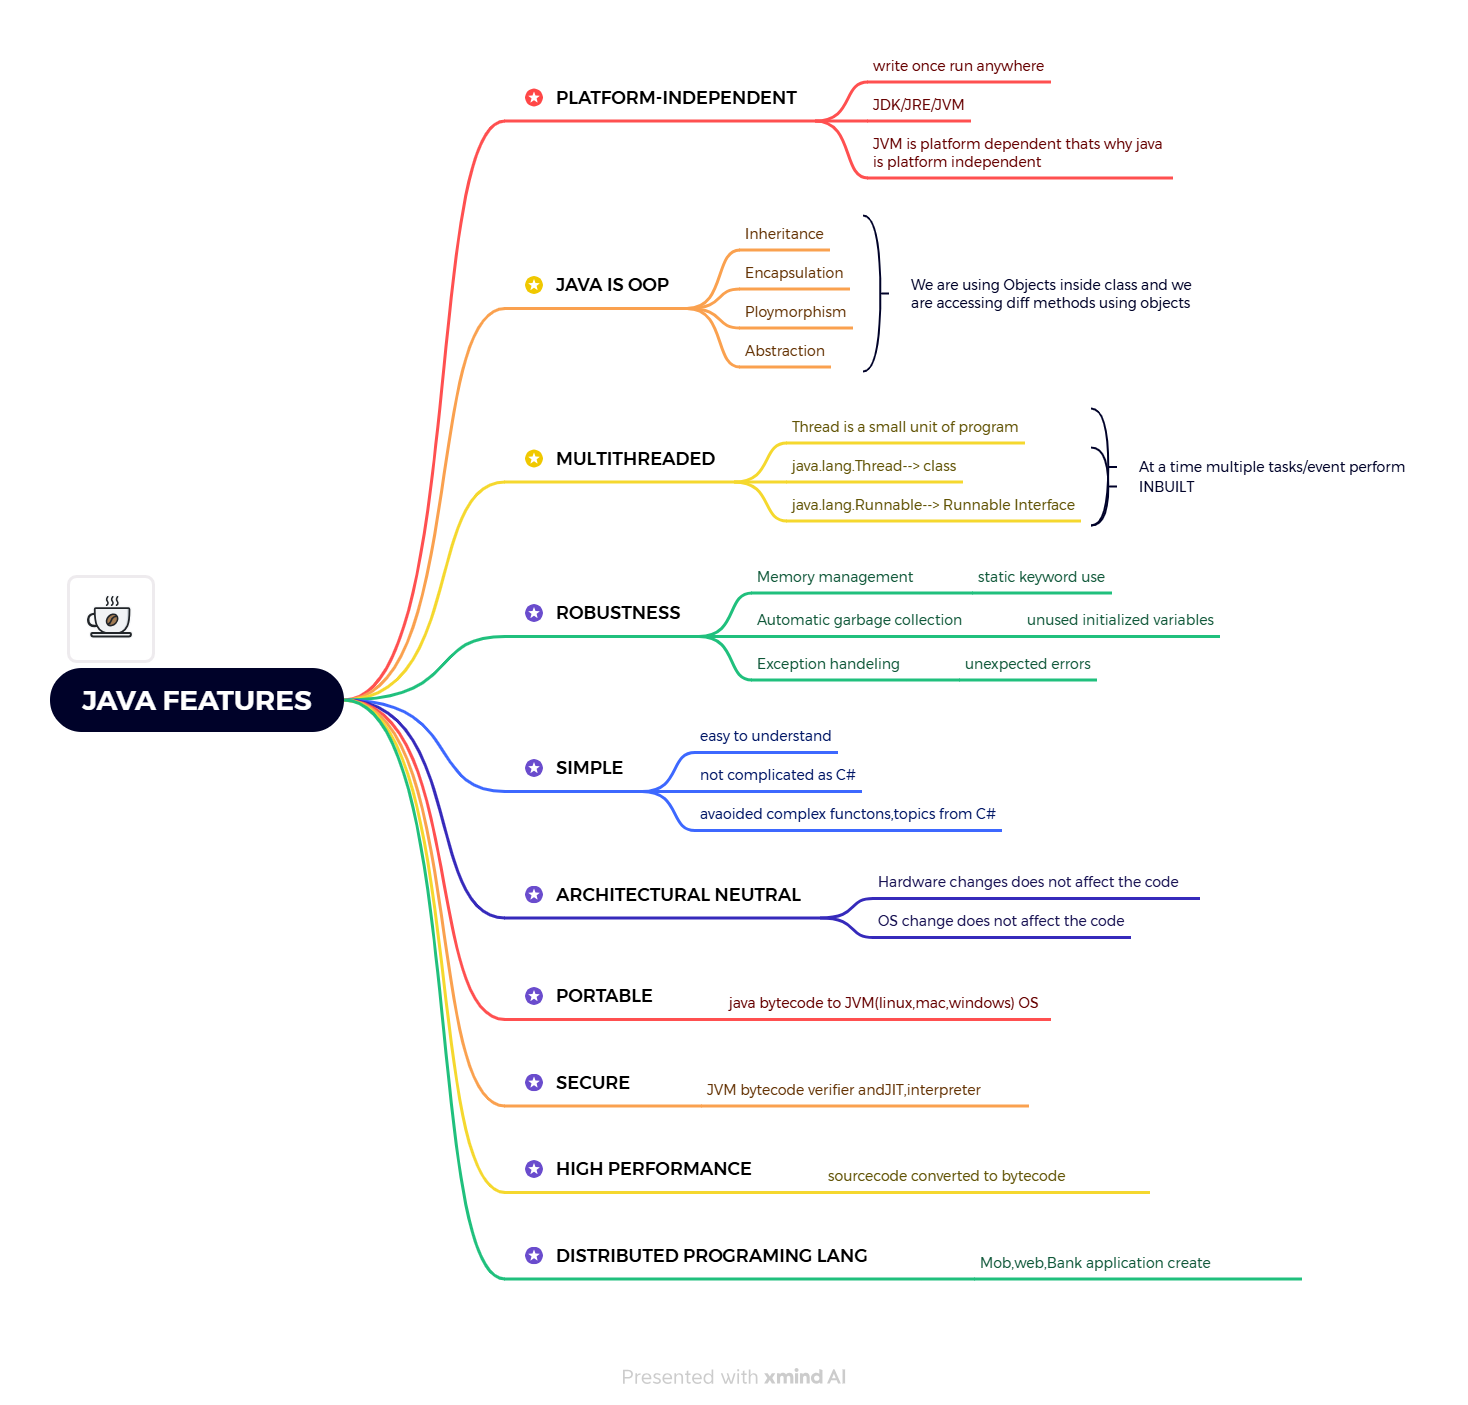 JAVA FEATURES
PLATFORM-INDEPENDENT
write once run anywhere
JDK/JRE/JVM
JVM is platform dependent thats why java
is platform independent
JAVA IS OOP
Inheritance
Encapsulation
Ploymorphism
Abstraction
We are using Objects inside class and we
are accessing diff methods using objects
MULTITHREADED
Thread is a small unit of program
java.lang.Thread--> class
java.lang.Runnable--> Runnable Interface
At a time multiple tasks/event perform
INBUILT
ROBUSTNESS
Memory management
static keyword use
Automatic garbage collection
unused initialized variables
Exception handeling
unexpected errors
SIMPLE
easy to understand
not complicated as C#
avaoided complex functons,topics from C#
ARCHITECTURAL NEUTRAL
Hardware changes does not affect the code
OS change does not affect the code
PORTABLE
java bytecode to JVM(linux,mac,windows) OS
SECURE
JVM bytecode verifier andJIT,interpreter
HIGH PERFORMANCE
sourcecode converted to bytecode
DISTRIBUTED PROGRAMING LANG
Mob,web,Bank application create
Presented with xmind AI